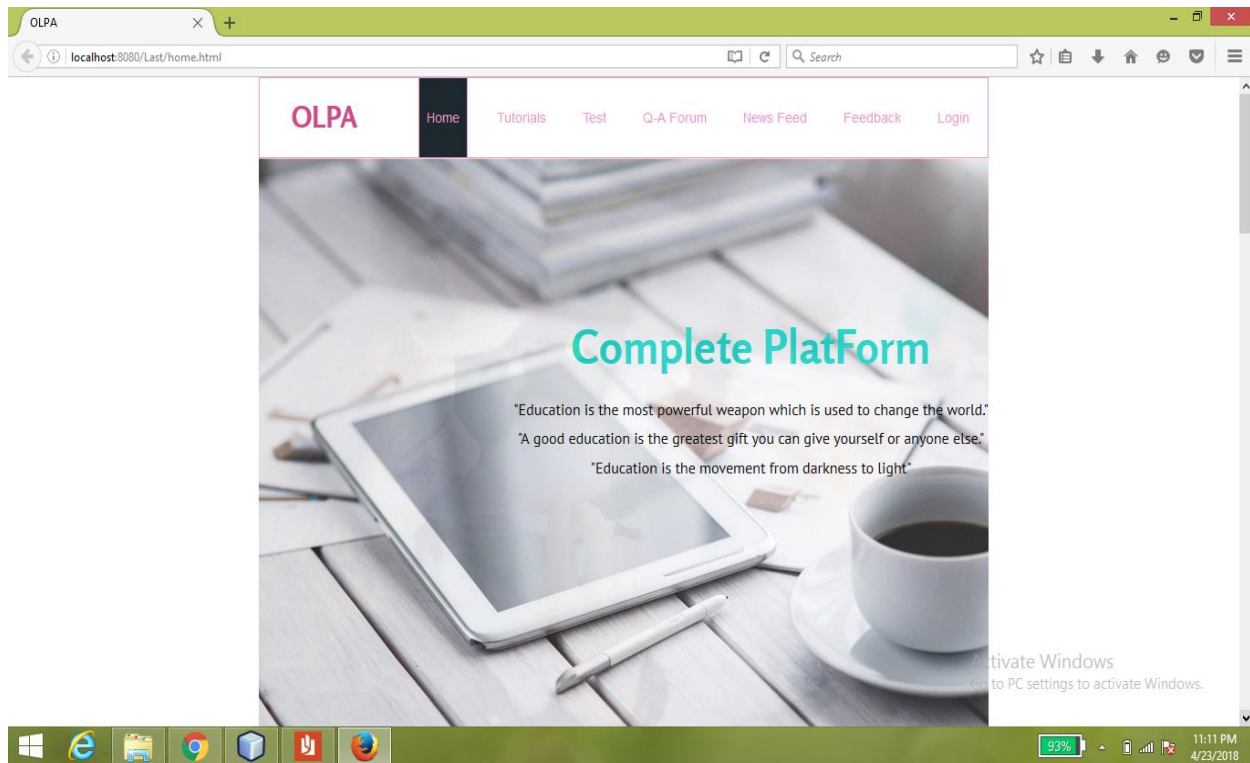 OLPA
localhost:8080/Last/home.html
Search
OLPA Home Tutorials Test Q-A Forum News Feed Feedback Login
Complete PlatForm
"Education is the most powerful weapon which is used to change the world."
"A good education is the greatest gift you can give yourself or anyone else."
"Education is the movement from darkness to light"
Activate Windows
Go to PC settings to activate Windows.
93%
11:11 PM
4/23/2018